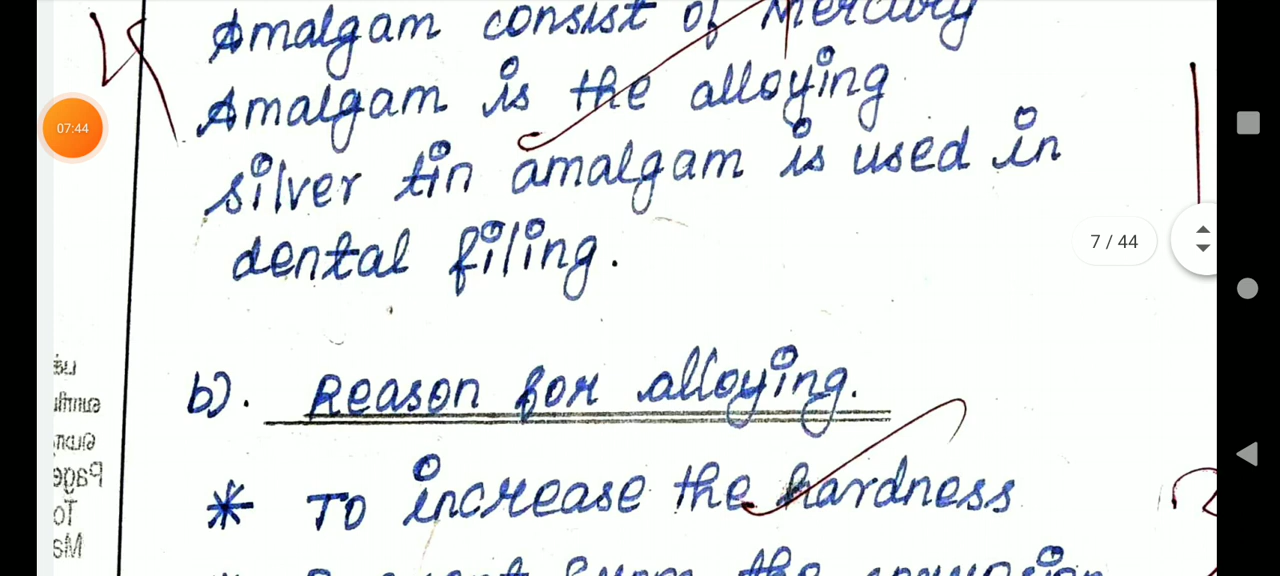 Amalgam consist of Mercury
Amalgam is the alloying
silver tin amalgam is used in
dental filing.
b). Reason for alloying.
* To increase the hardness
07:44
7 / 44